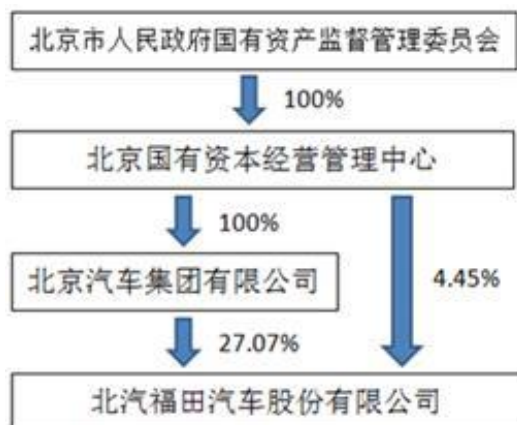 北京市人民政府国有资产监督管理委员会
100%
北京国有资本经营管理中心
100%
北京汽车集团有限公司
4.45%
27.07%
北汽福田汽车股份有限公司